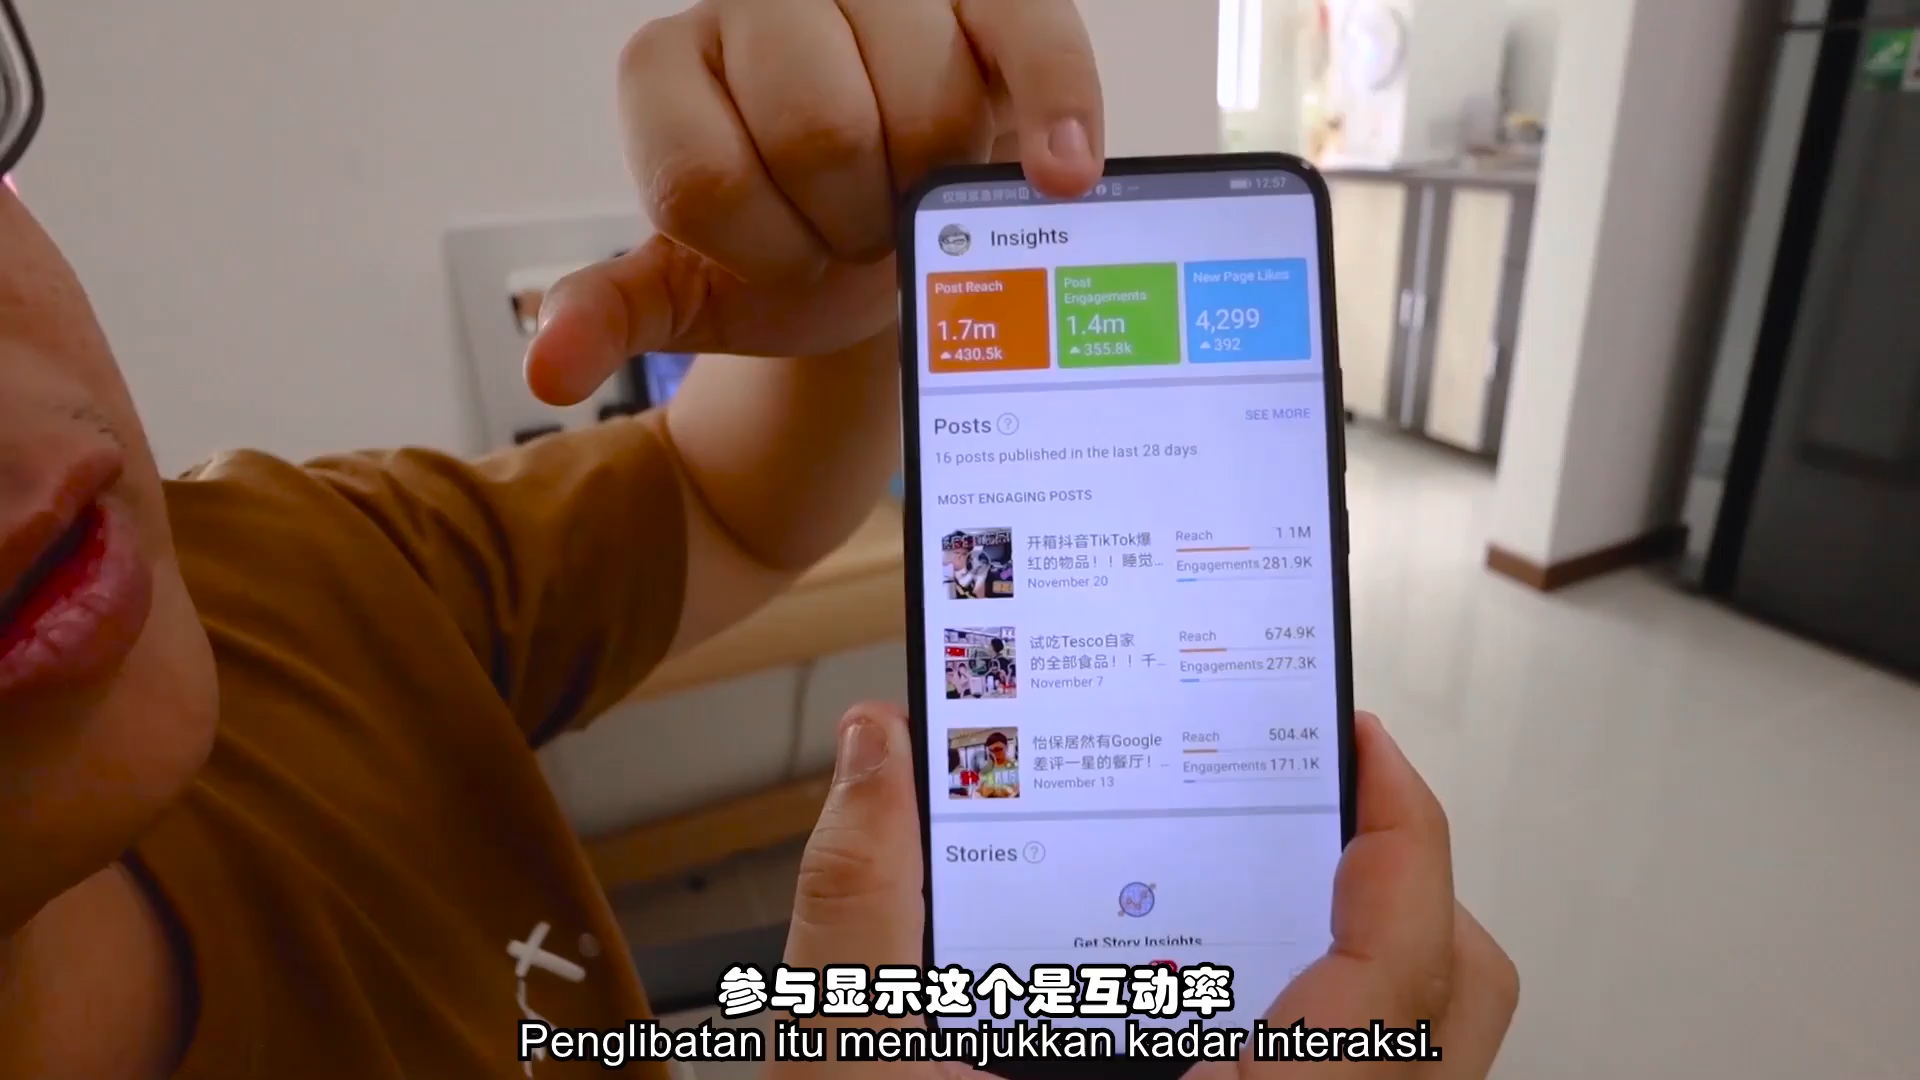 12:57
Insights
Post Reach
1.7m
430.5k
Post
Engagements
1.4m
355.8k
New Page Likes
4,299
392
Posts
SEE MORE
16 posts published in the last 28 days
MOST ENGAGING POSTS
开箱抖音TikTok爆
红的物品！！睡觉...
November 20
Reach 1.1M
Engagements 281.9K
试吃Tesco自家
的全部食品！！千...
November 7
Reach 674.9K
Engagements 277.3K
怡保居然有Google
差评一星的餐厅！...
November 13
Reach 504.4K
Engagements 171.1K
Stories
Get Story Insights
参与显示这个是互动率
Penglibatan itu menunjukkan kadar interaksi.